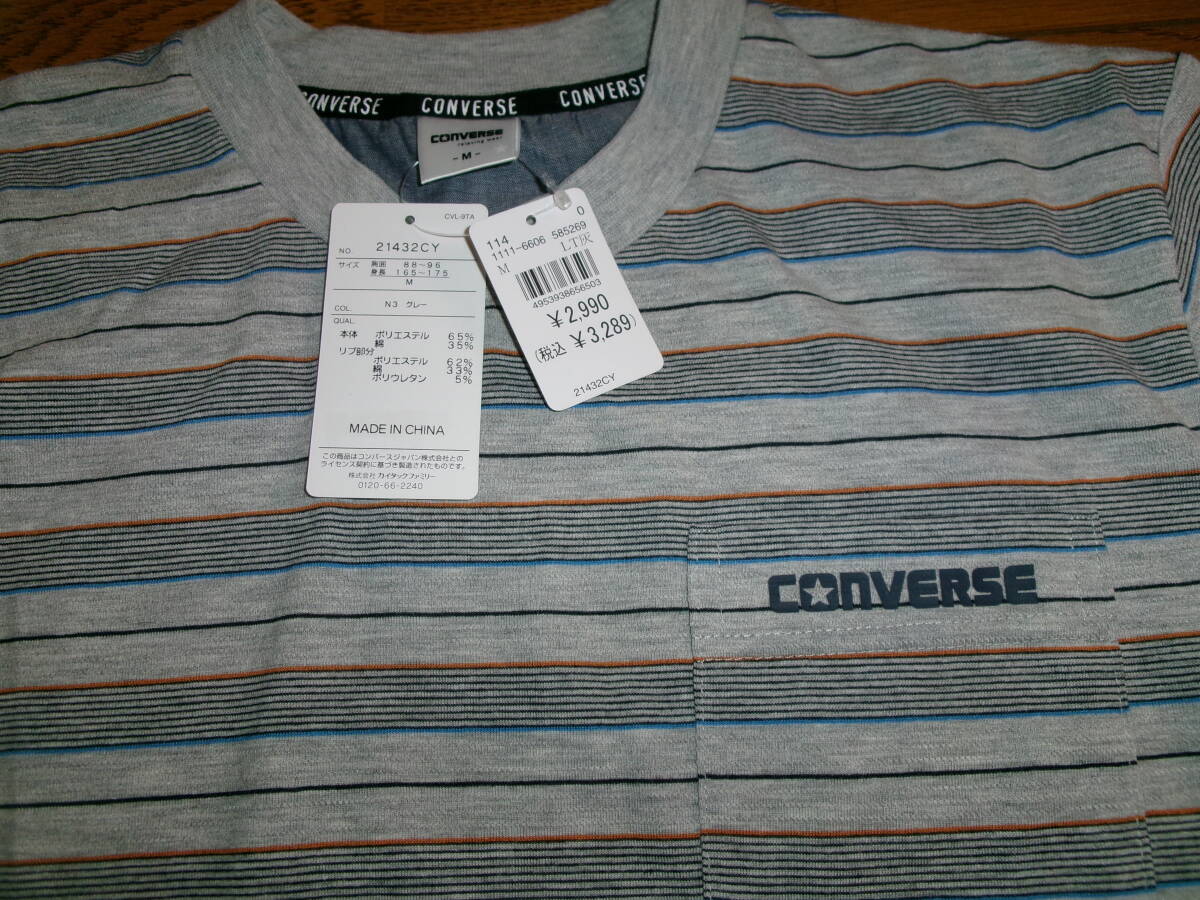 CONVERSE CONVERSE CONVERSE
CONVERSE
relaxing wear
- M -
CVL-9TA
NO. 21432CY
サイズ 胸囲 88~96
身長 165~175
M
COL. N3 グレー
QUAL.
本体 ポリエステル 65%
綿 35%
リブ部分
ポリエステル 62%
綿 33%
ポリウレタン 5%
MADE IN CHINA
この商品はコンバースジャパン株式会社との
ライセンス契約に基づき製造されたものです。
株式会社 カイタックファミリー
0120-66-2240
0
114
1111-6606 585269
M LT灰
4953938656503
¥2,990
(税込 ¥3,289)
21432CY
CONVERSE